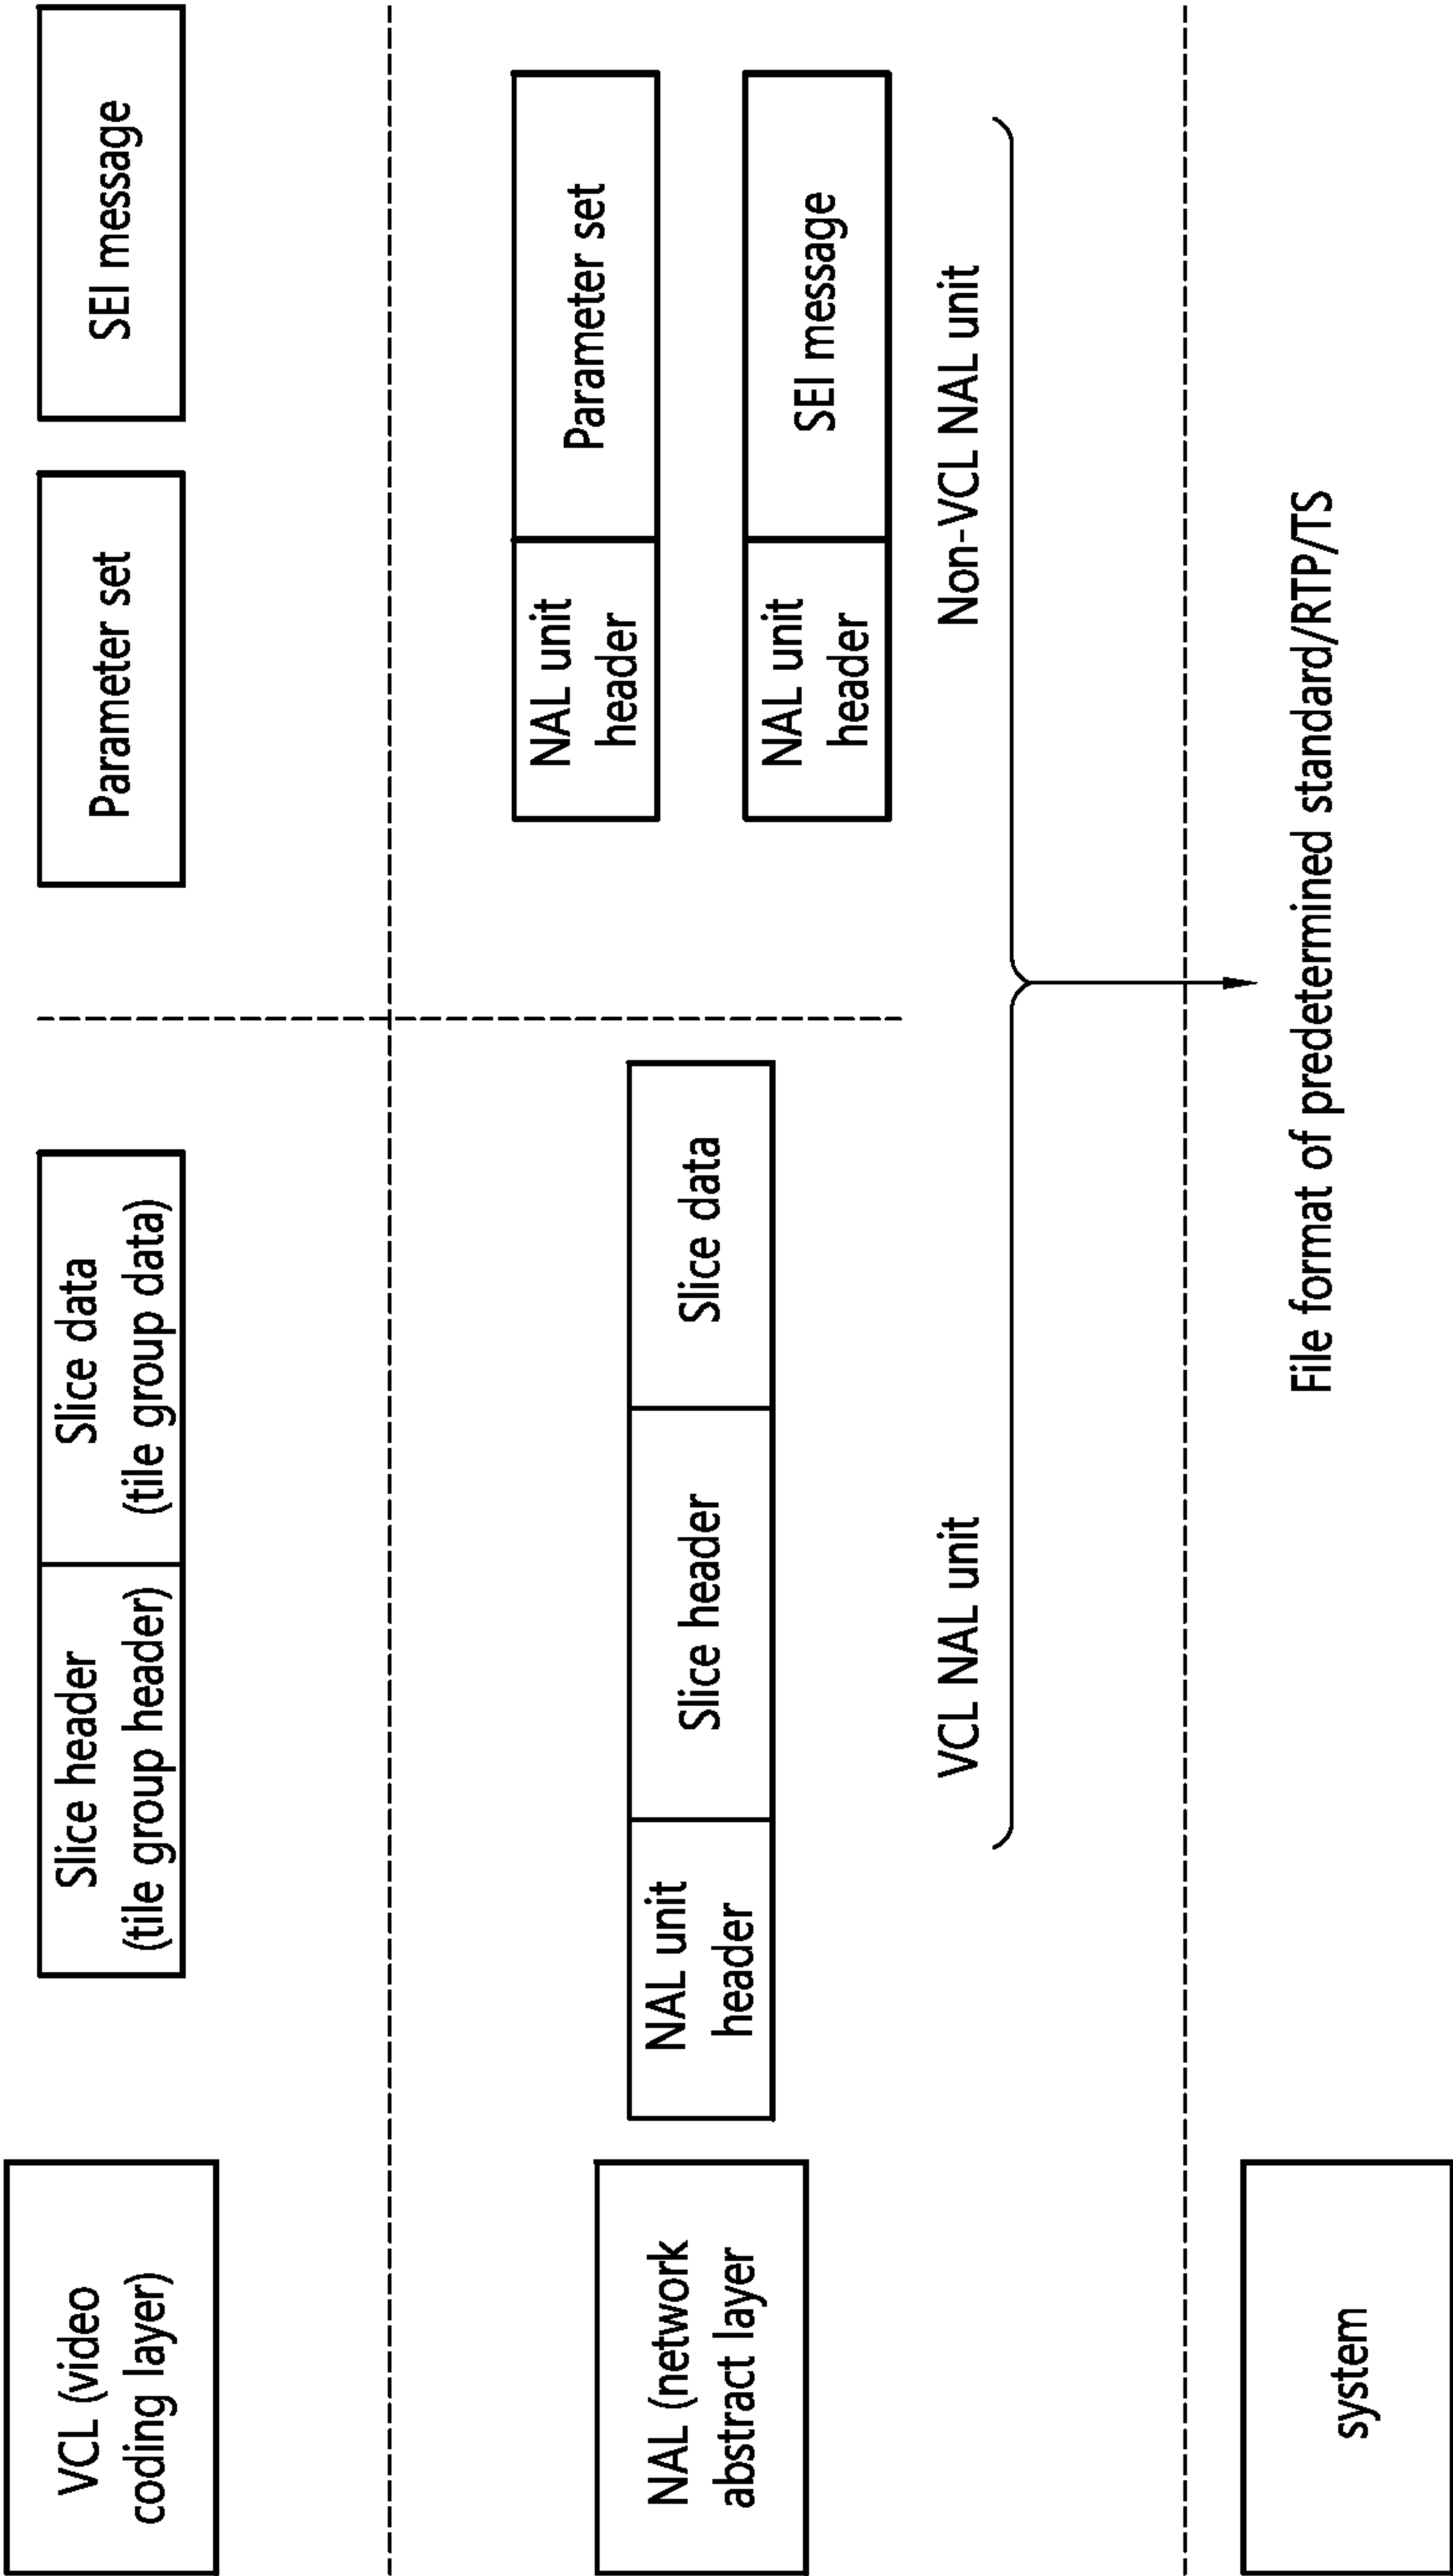 VCL (video
coding layer)
Slice header
(tile group header)
Slice data
(tile group data)
Parameter set
SEI message
NAL (network
abstract layer)
NAL unit
header
Slice header
Slice data
NAL unit
header
Parameter set
NAL unit
header
SEI message
VCL NAL unit
Non-VCL NAL unit
system
File format of predetermined standard/RTP/TS